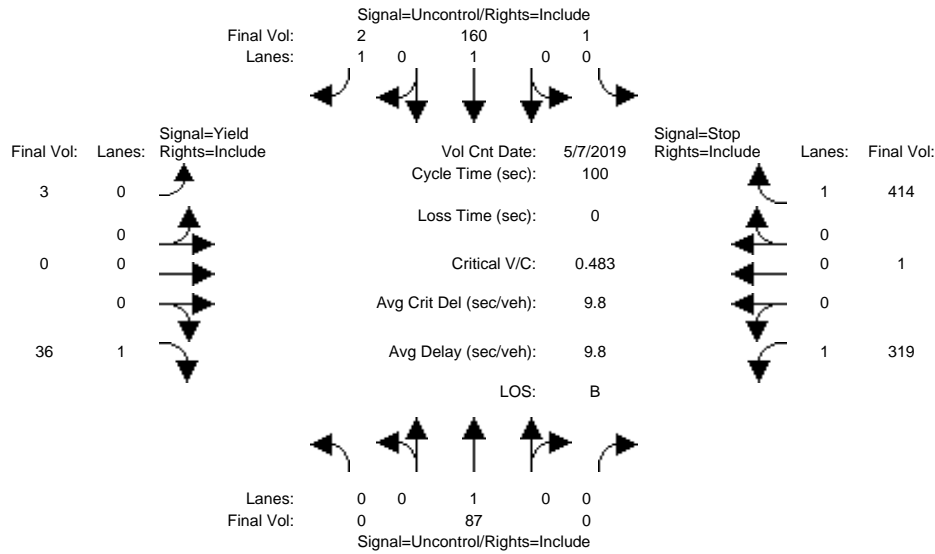 Signal=Uncontrol/Rights=Include
Final Vol: 2 160 1
Lanes: 1 0 1 0 0
Signal=Yield
Final Vol: Lanes: Rights=Include
Vol Cnt Date: 5/7/2019
Signal=Stop
Rights=Include Lanes: Final Vol:
Cycle Time (sec): 100
3 0
1 414
Loss Time (sec): 0
0
0
0 0
Critical V/C: 0.483
0 1
0
Avg Crit Del (sec/veh): 9.8
0
36 1
Avg Delay (sec/veh): 9.8
1 319
LOS: B
Lanes: 0 0 1 0 0
Final Vol: 0 87 0
Signal=Uncontrol/Rights=Include